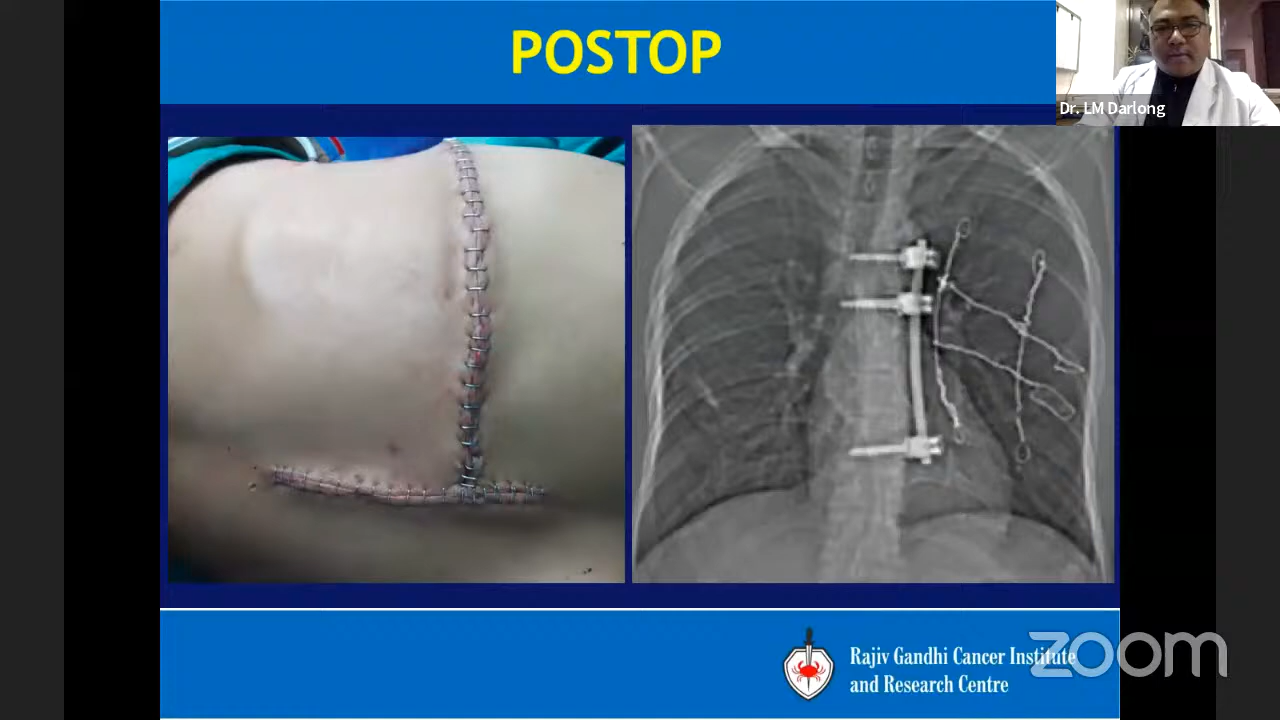 POSTOP
Dr. LM Darlong
Rajiv Gandhi Cancer Institute
and Research Centre
zoom